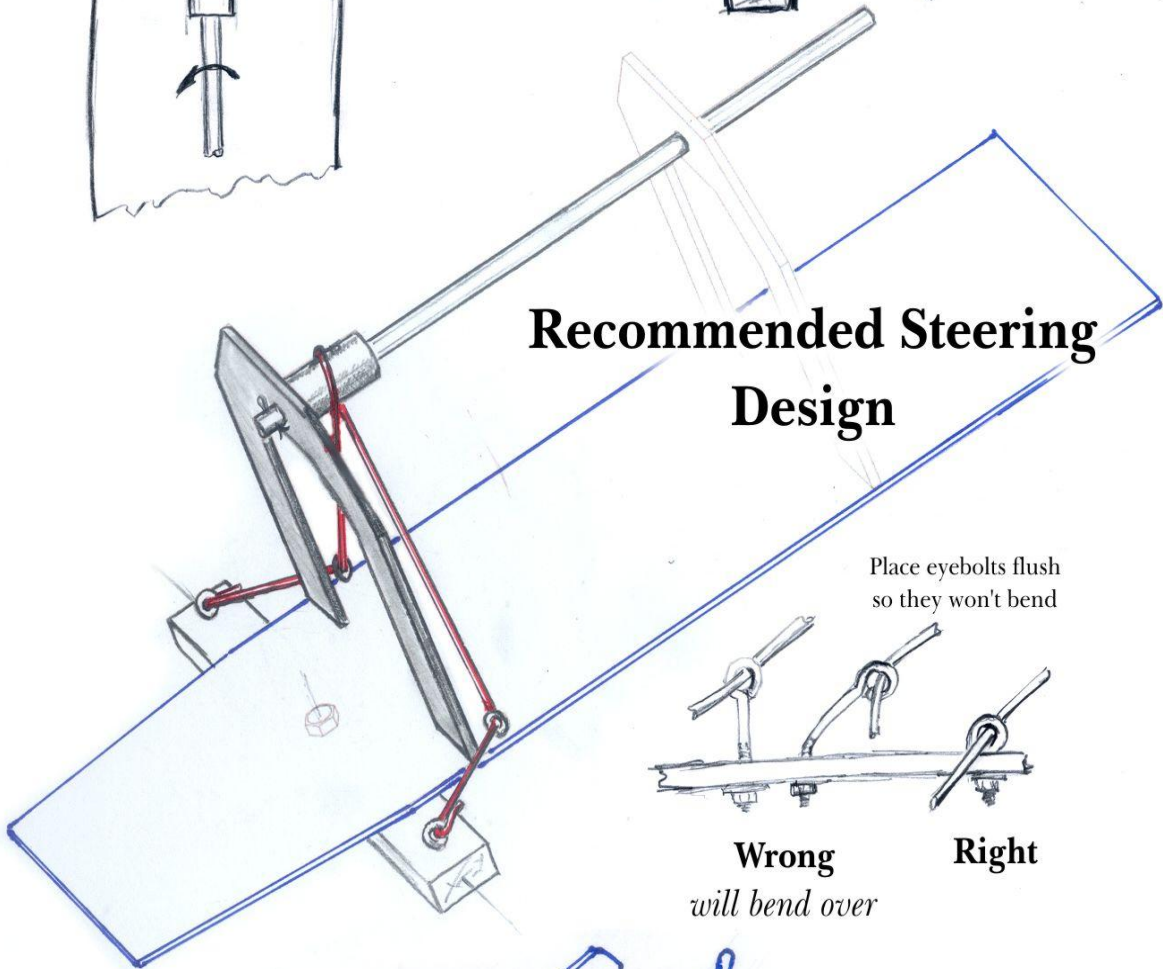 Recommended Steering
Design
Place eyebolts flush
so they won't bend
Wrong
will bend over
Right